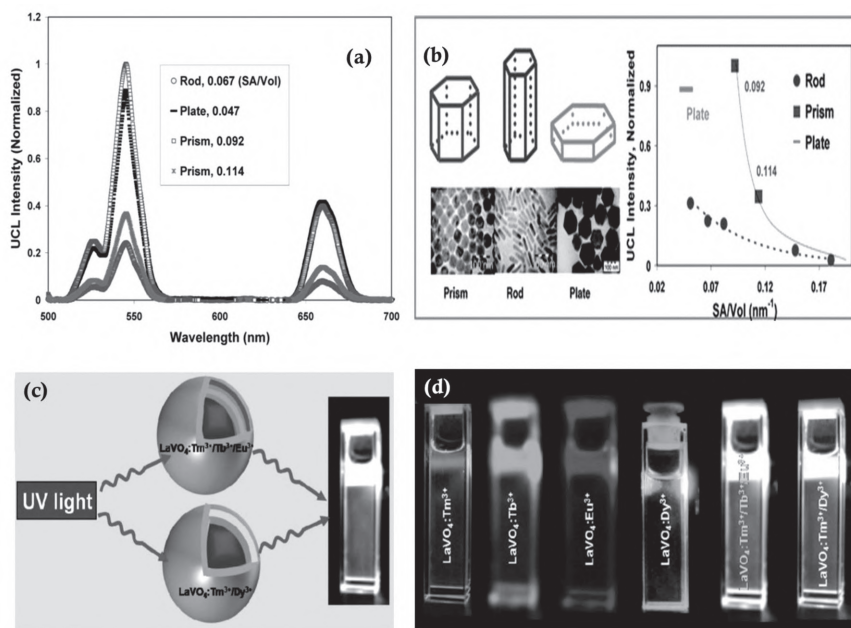 (a)
UCL Intensity (Normalized)
1.2
1
0.8
0.6
0.4
0.2
0
500
550
600
650
700
Wavelength (nm)
Rod, 0.067 (SA/Vol)
Plate, 0.047
Prism, 0.092
Prism, 0.114
(b)
Prism
Rod
Plate
100 nm
UCL Intensity, Normalized
0.9
0.6
0.3
0
0.02
0.07
0.12
0.18
SA/Vol (nm⁻¹)
Plate
0.092
0.114
Rod
Prism
Plate
(c)
UV light
LaVO₄:Tm³⁺/Tb³⁺/Eu³⁺
LaVO₄:Tm³⁺/Dy³⁺
(d)
LaVO₄:Tm³⁺
LaVO₄:Tb³⁺
LaVO₄:Eu³⁺
LaVO₄:Dy³⁺
LaVO₄:Tm³⁺/Tb³⁺/Eu³⁺
LaVO₄:Tm³⁺/Dy³⁺